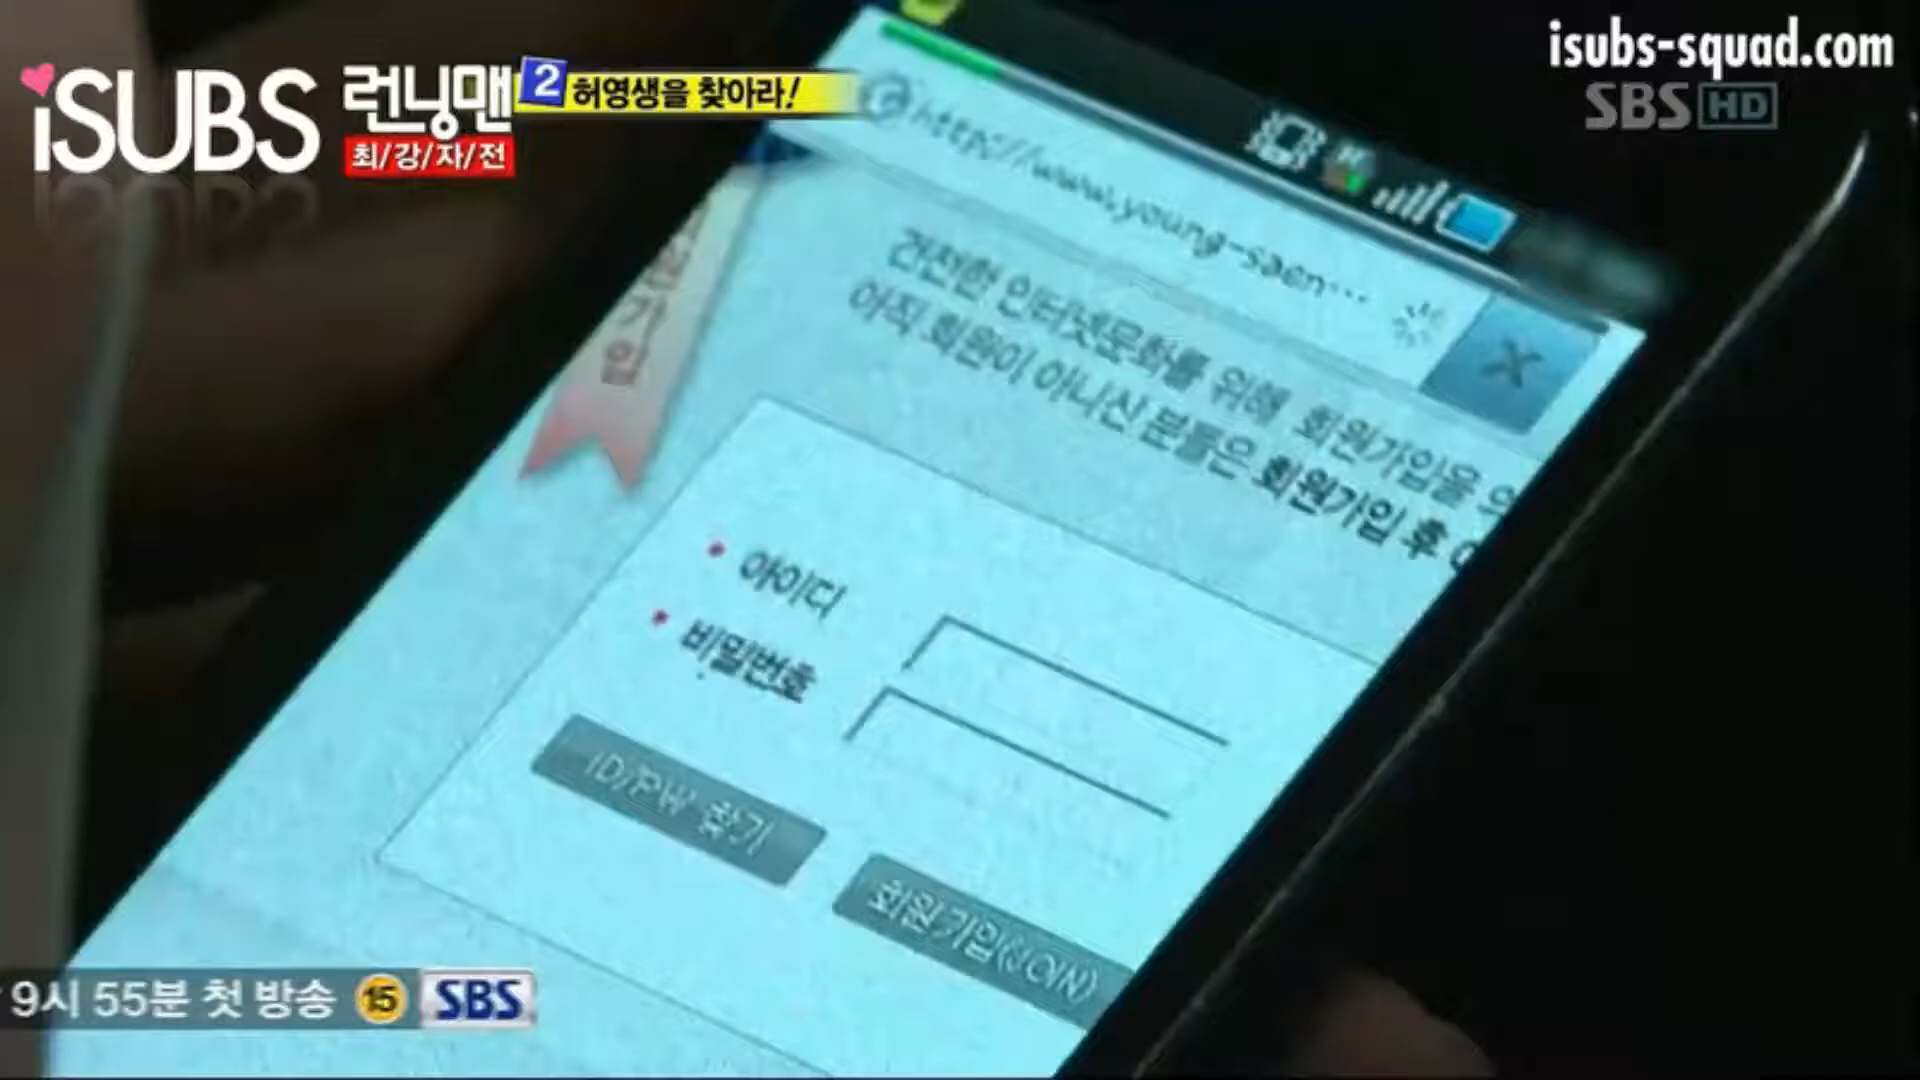 isubs-squad.com
SBS HD
iSUBS
런닝맨
최/강/자/전
2 허영생을 찾아라!
http://www.young-saen...
건전한 인터넷문화를 위해 회원가입을
아직 회원이 아니신 분들은 회원가입 후
가입
아이디
비밀번호
ID/PW 찾기
회원가입(JOIN)
9시 55분 첫 방송 15 SBS